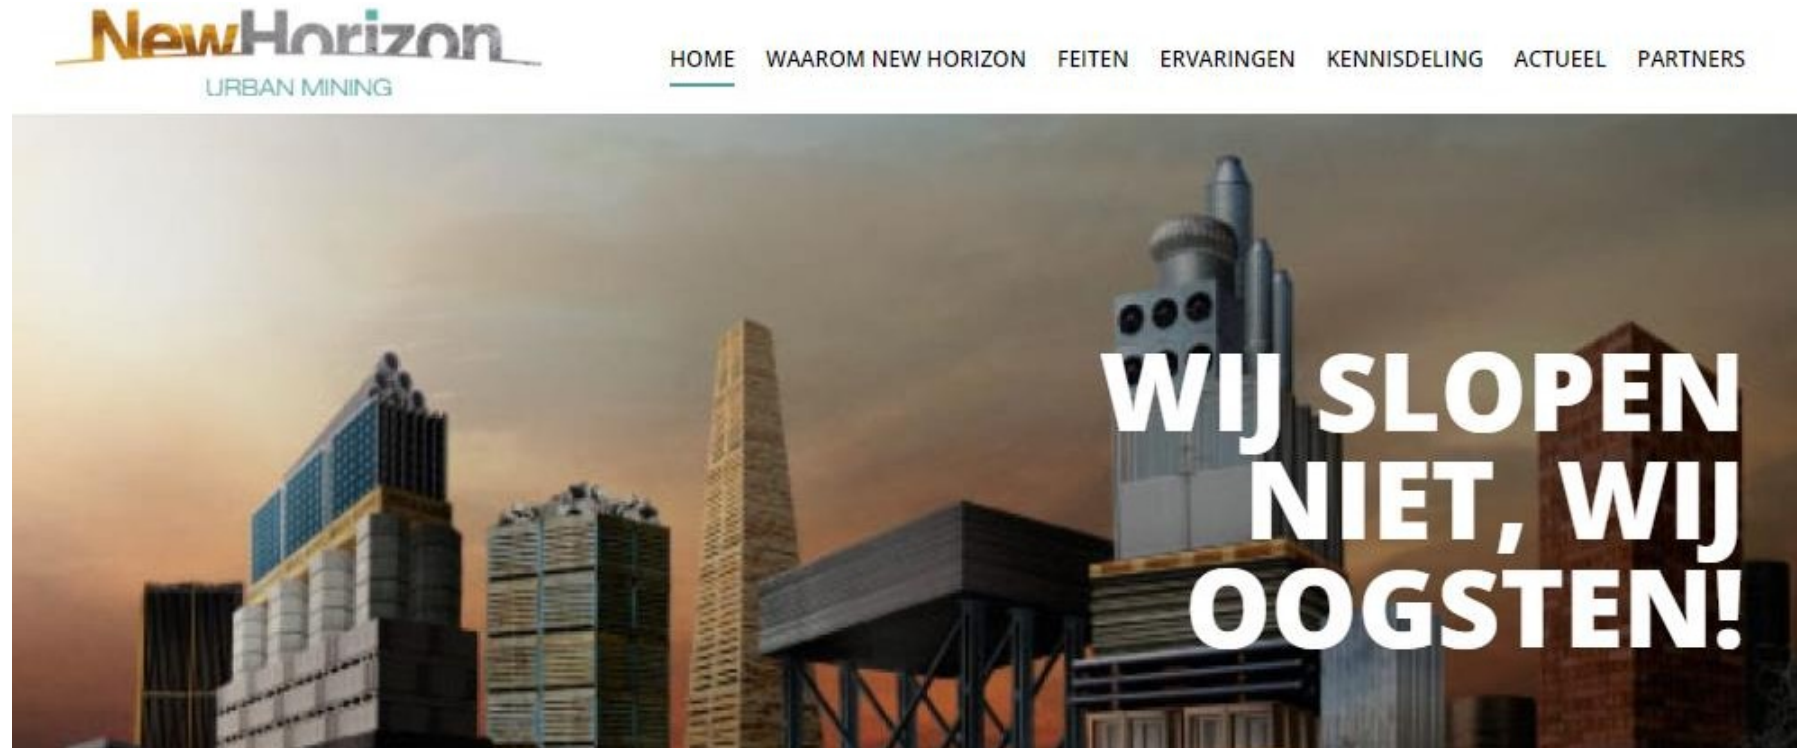 NewHorizon
URBAN MINING
HOME WAAROM NEW HORIZON FEITEN ERVARINGEN KENNISDELING ACTUEEL PARTNERS
WIJ SLOPEN
NIET, WIJ
OOGSTEN!